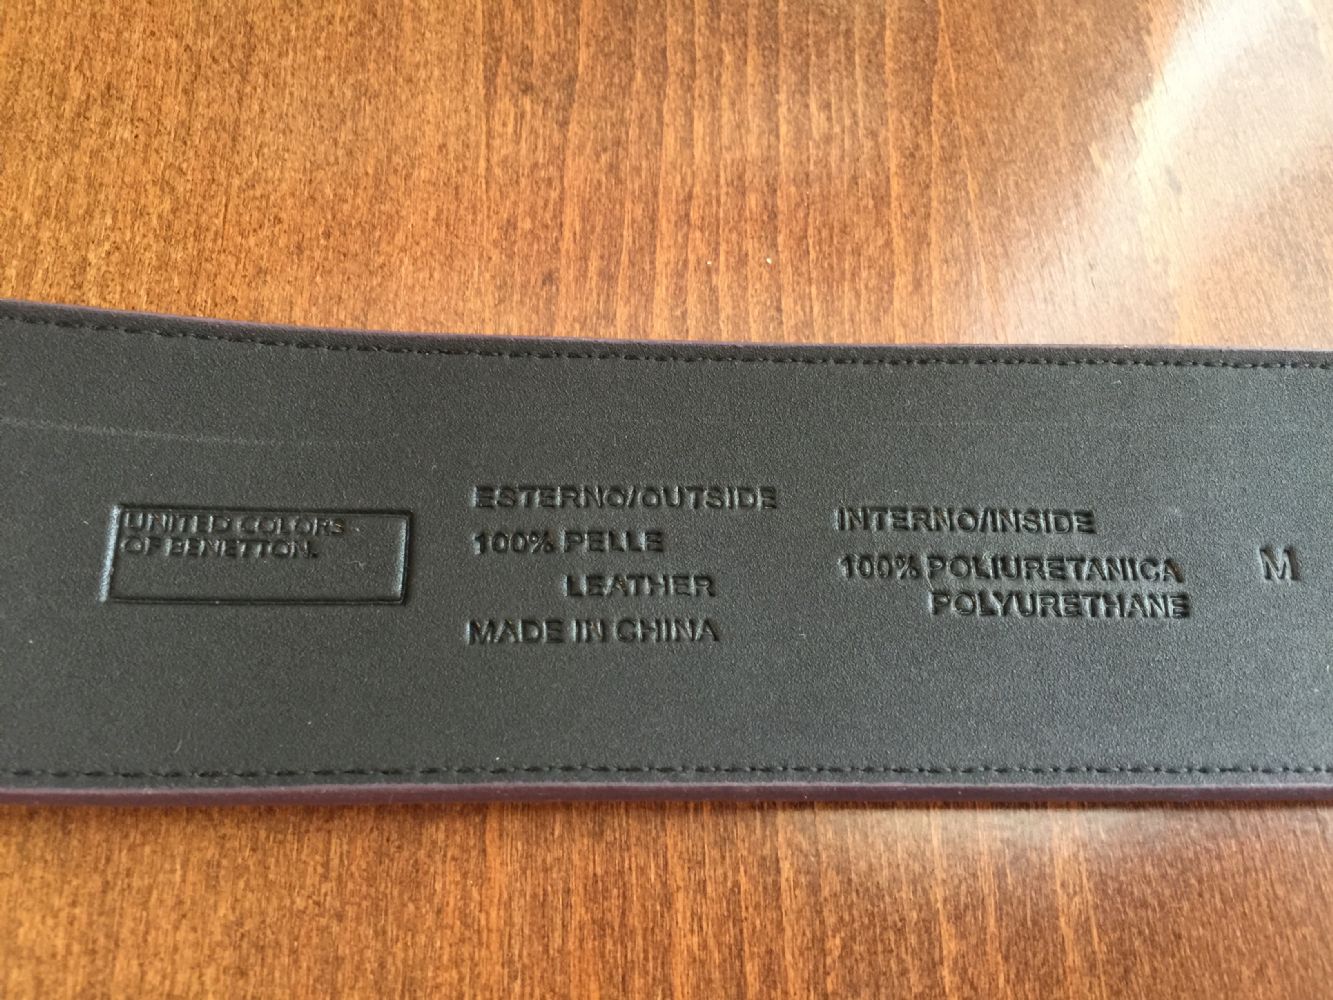 UNITED COLORS
OF BENETTON.
ESTERNO/OUTSIDE
100% PELLE
LEATHER
MADE IN CHINA
INTERNO/INSIDE
100% POLIURETANICA
POLYURETHANE
M